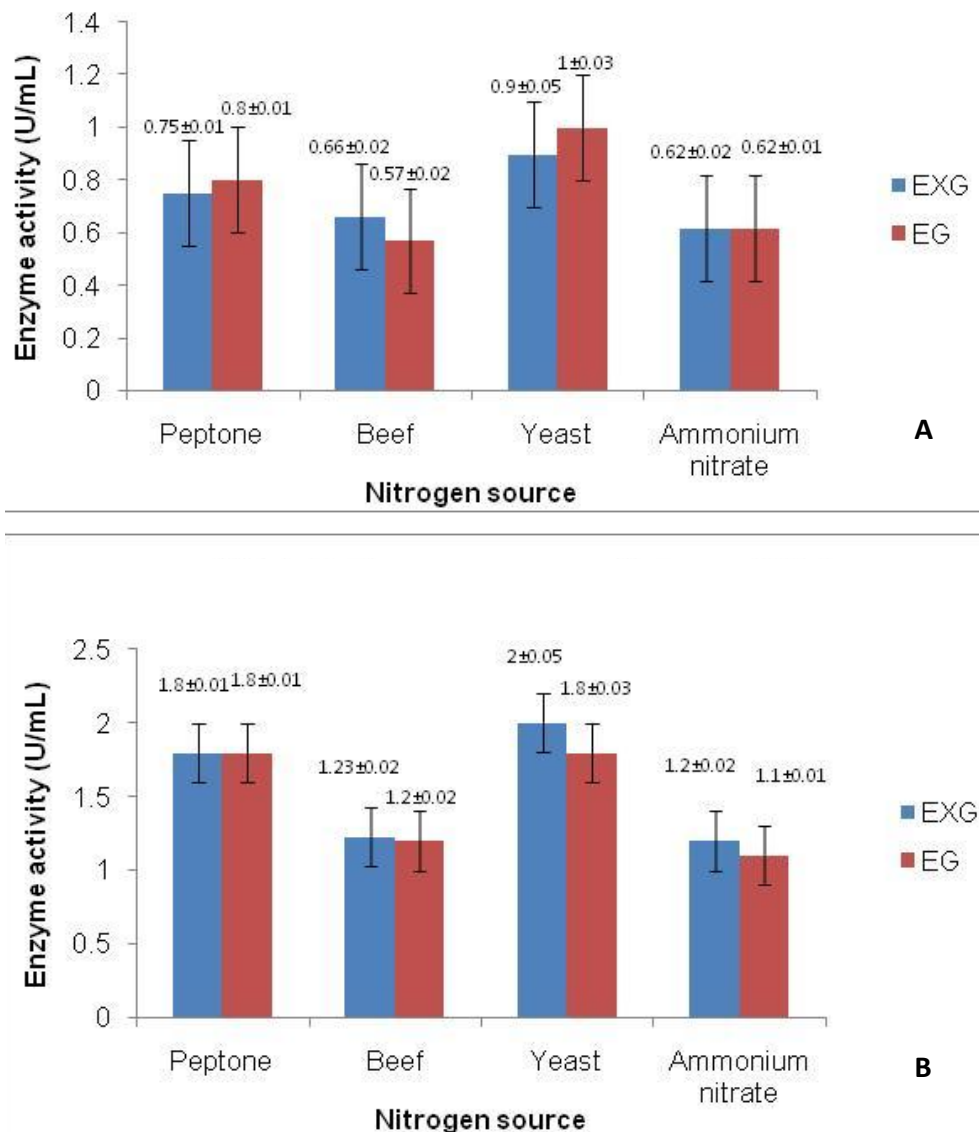 1.4
1.2
1
0.8
0.6
0.4
0.2
0
Enzyme activity (U/mL)
0.75±0.01
0.8±0.01
0.66±0.02
0.57±0.02
0.9±0.05
1±0.03
0.62±0.02
0.62±0.01
EXG
EG
Peptone
Beef
Yeast
Ammonium
nitrate
Nitrogen source
A
2.5
2
1.5
1
0.5
0
Enzyme activity (U/mL)
1.8±0.01
1.8±0.01
1.23±0.02
1.2±0.02
2±0.05
1.8±0.03
1.2±0.02
1.1±0.01
EXG
EG
Peptone
Beef
Yeast
Ammonium
nitrate
Nitrogen source
B